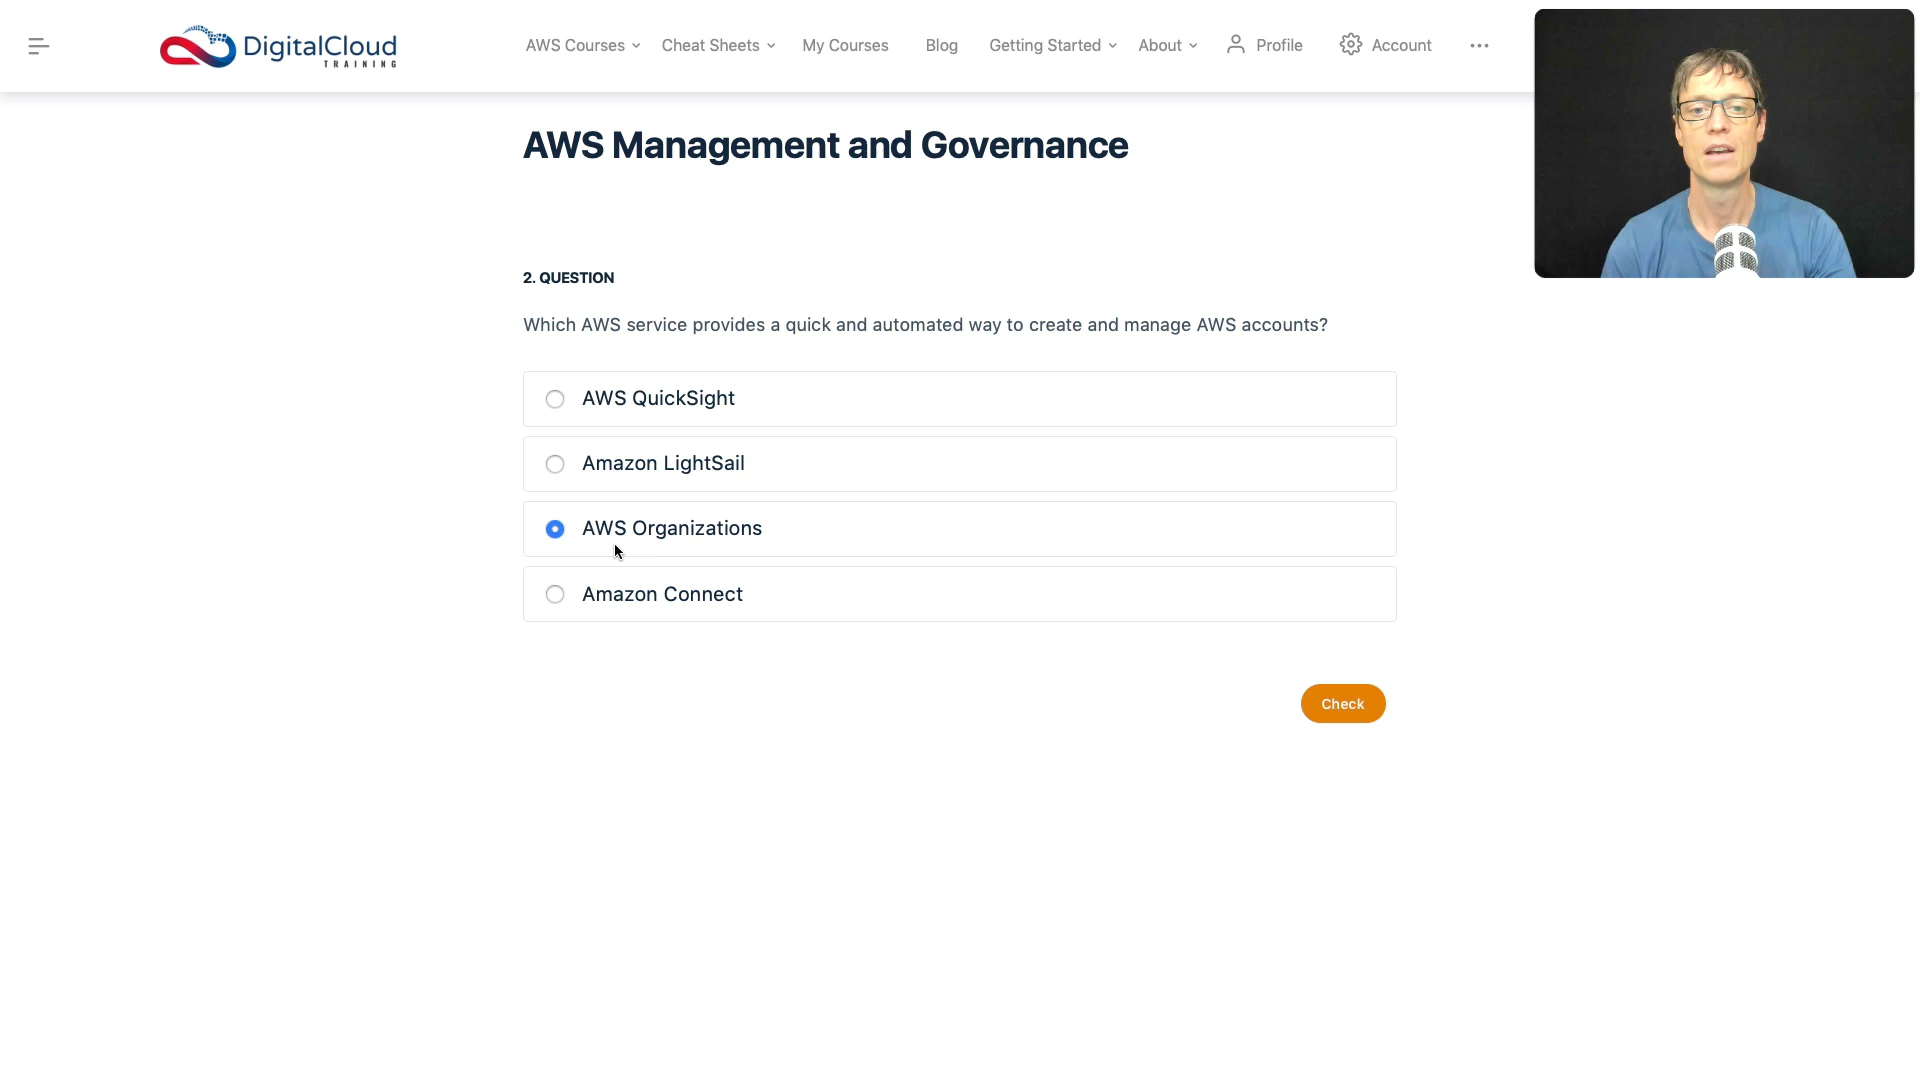 DigitalCloud
TRAINING
AWS Courses
Cheat Sheets
My Courses
Blog
Getting Started
About
Profile
Account
AWS Management and Governance
2. QUESTION
Which AWS service provides a quick and automated way to create and manage AWS accounts?
AWS QuickSight
Amazon LightSail
AWS Organizations
Amazon Connect
Check